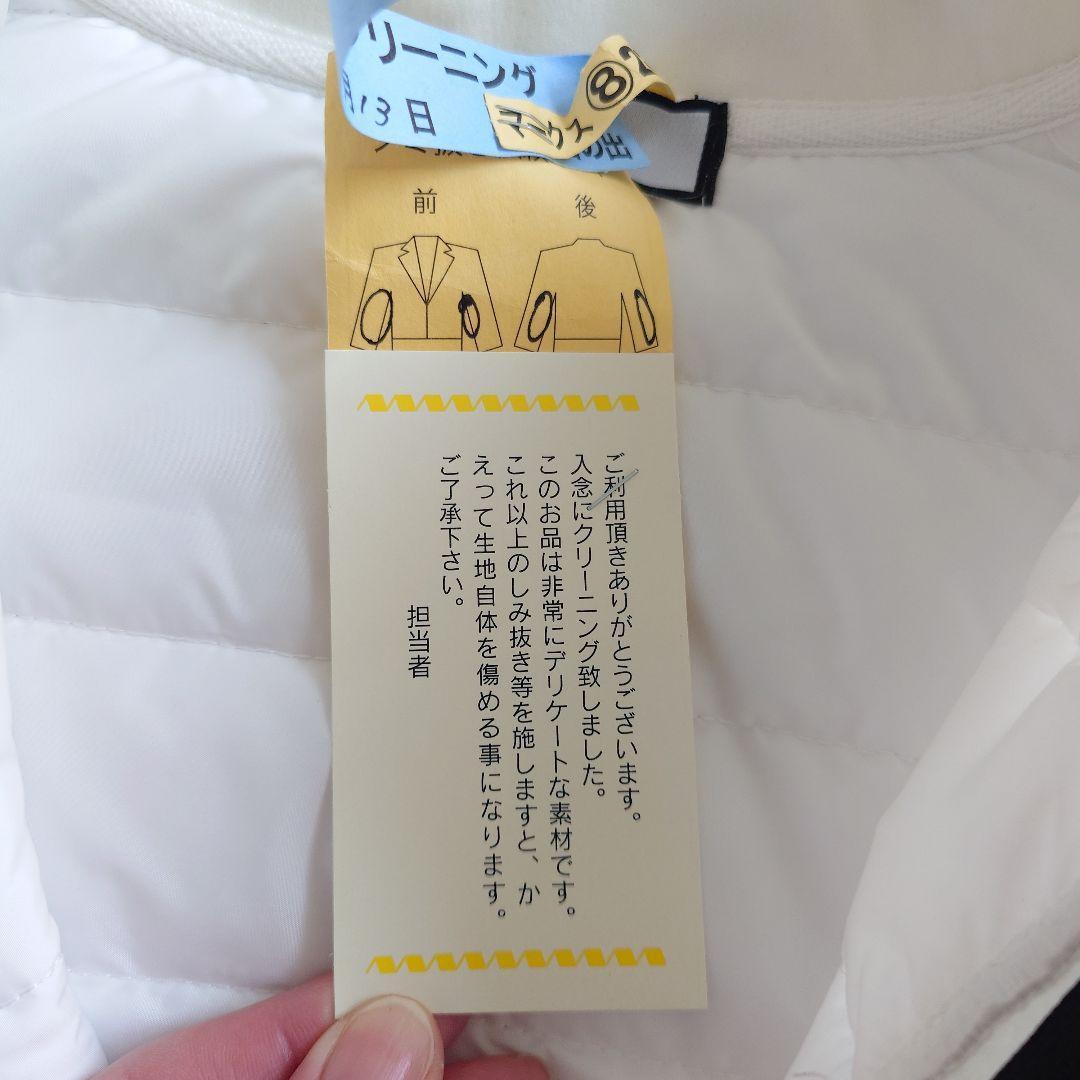 リーニング
月13日
⑧2
前
後
ご利用頂きありがとうございます。
入念にクリーニング致しました。
このお品は非常にデリケートな素材です。
これ以上のしみ抜き等を施しますと、か
えって生地自体を傷める事になります。
ご了承下さい。
担当者